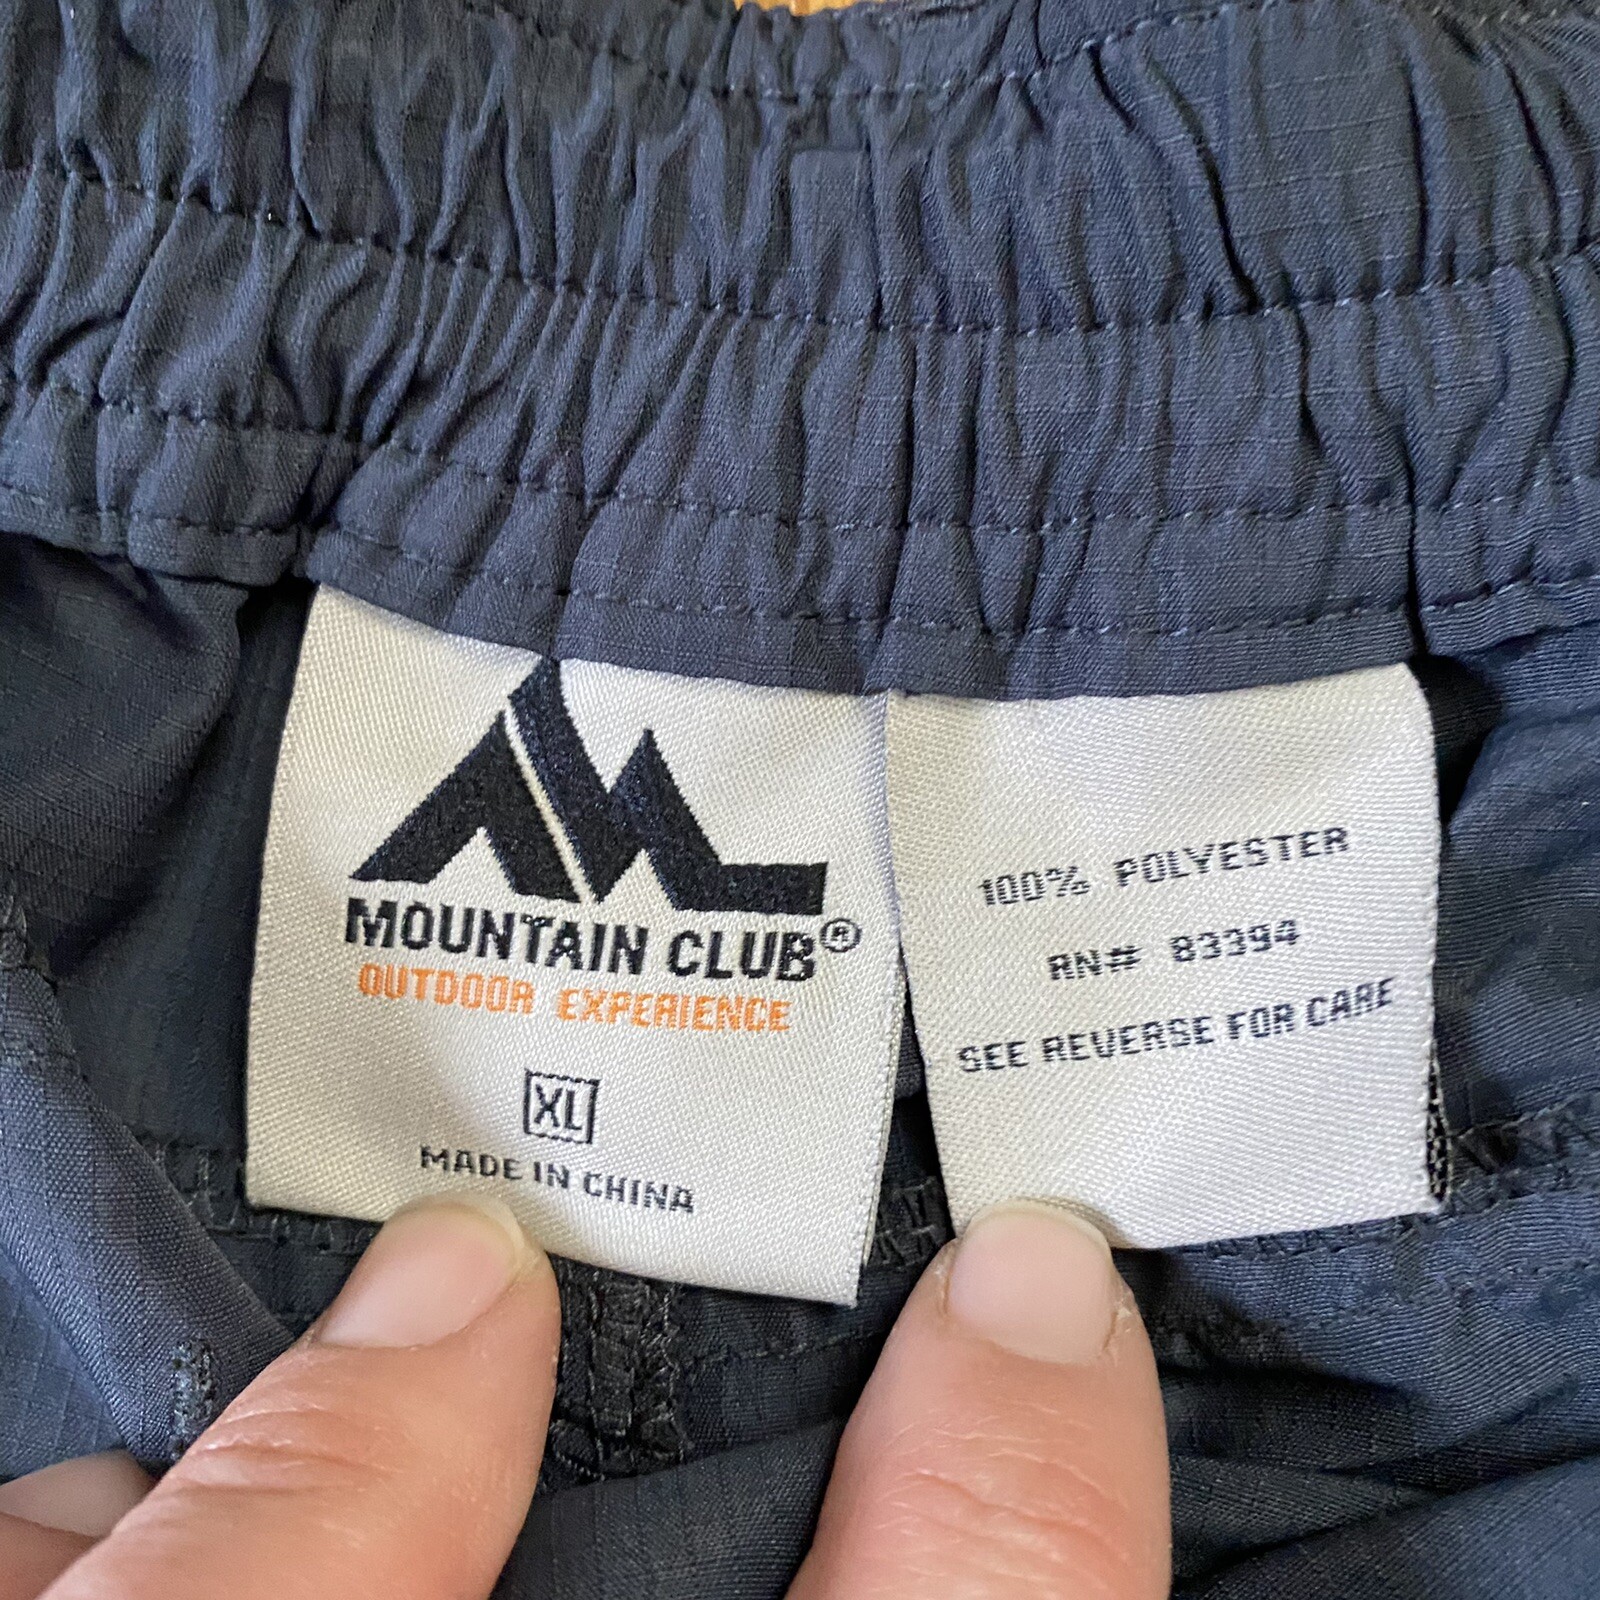 MOUNTAIN CLUB®
OUTDOOR EXPERIENCE
XL
MADE IN CHINA
100% POLYESTER
RN# 83394
SEE REVERSE FOR CARE